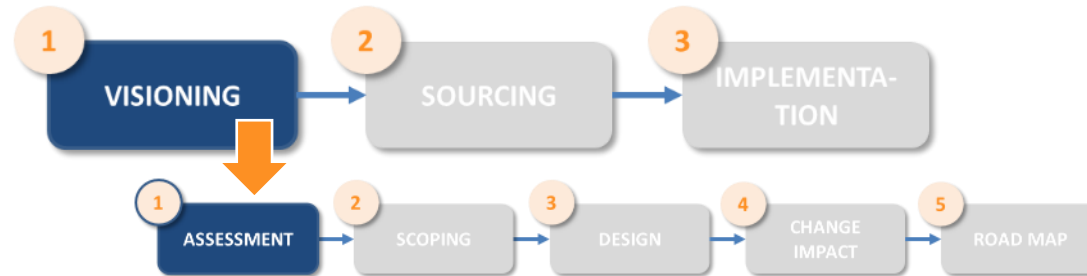 1
VISIONING
2
SOURCING
3
IMPLEMENTA-
TION
1
ASSESSMENT
2
SCOPING
3
DESIGN
4
CHANGE
IMPACT
5
ROAD MAP